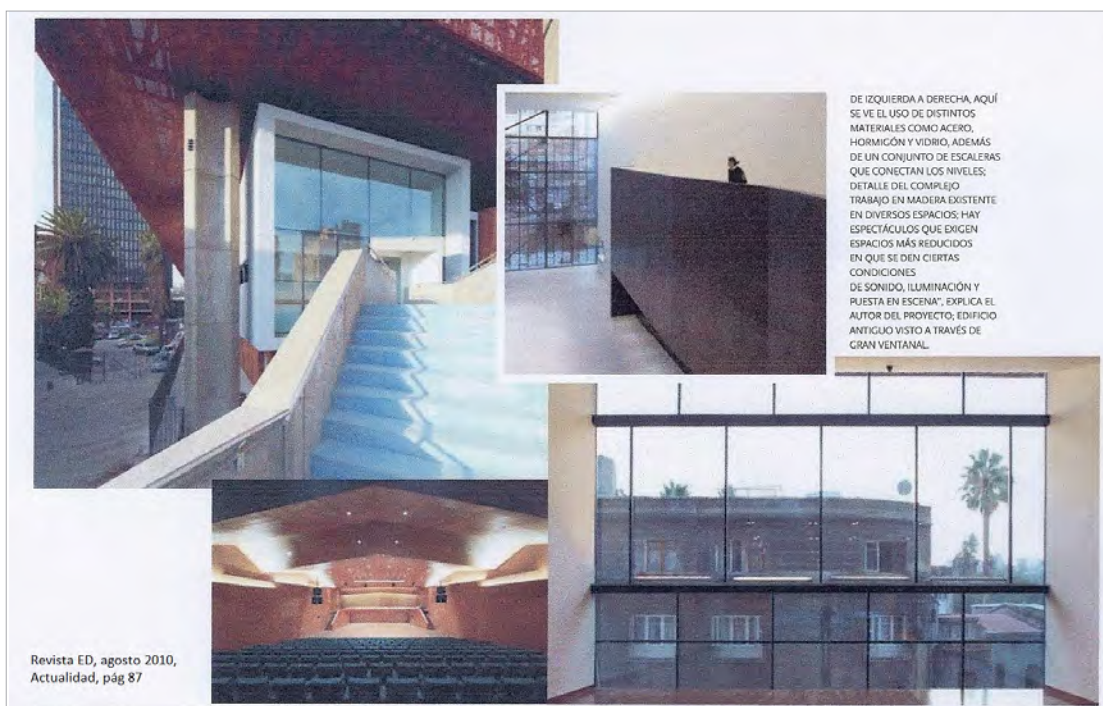 DE IZQUIERDA A DERECHA, AQUÍ
SE VE EL USO DE DISTINTOS
MATERIALES COMO ACERO,
HORMIGÓN Y VIDRIO, ADEMÁS
DE UN CONJUNTO DE ESCALERAS
QUE CONECTAN LOS NIVELES;
DETALLE DEL COMPLEJO
TRABAJO EN MADERA EXISTENTE
EN DIVERSOS ESPACIOS; HAY
ESPECTÁCULOS QUE EXIGEN
ESPACIOS MÁS REDUCIDOS
EN QUE SE DEN CIERTAS
CONDICIONES
DE SONIDO, ILUMINACIÓN Y
PUESTA EN ESCENA", EXPLICA EL
AUTOR DEL PROYECTO; EDIFICIO
ANTIGUO VISTO A TRAVÉS DE
GRAN VENTANAL.
Revista ED, agosto 2010,
Actualidad, pág 87